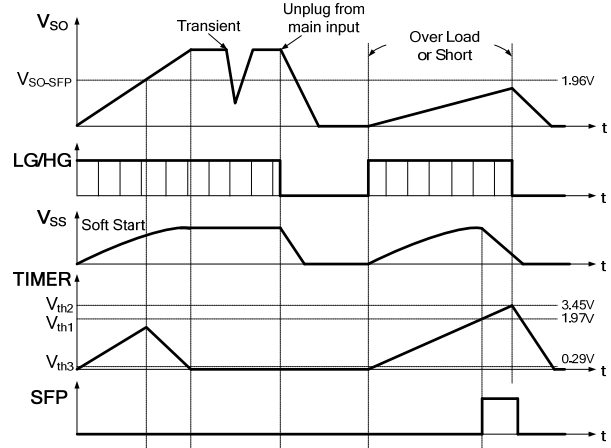 Vso
Transient
Unplug from
main input
Over Load
or Short
Vso-SFP
1.96V
t
LG/HG
t
Vss
Soft Start
t
TIMER
Vth2
3.45V
Vth1
1.97V
Vth3
0.29V
t
SFP
t